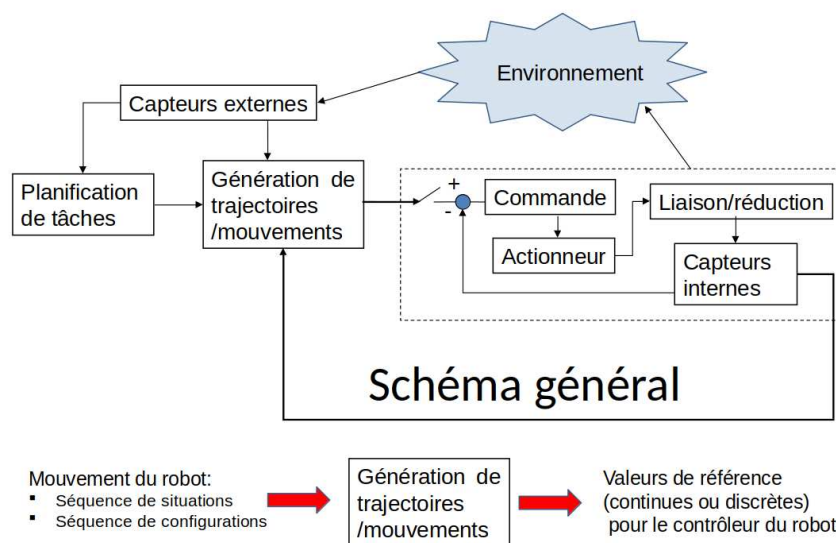 Environnement
Capteurs externes
Planification
de tâches
Génération de
trajectoires
/mouvements
+
-
Commande
Actionneur
Liaison/réduction
Capteurs
internes
Schéma général
Mouvement du robot:
▪ Séquence de situations
▪ Séquence de configurations
Génération de
trajectoires
/mouvements
Valeurs de référence
(continues ou discrètes)
pour le contrôleur du robot